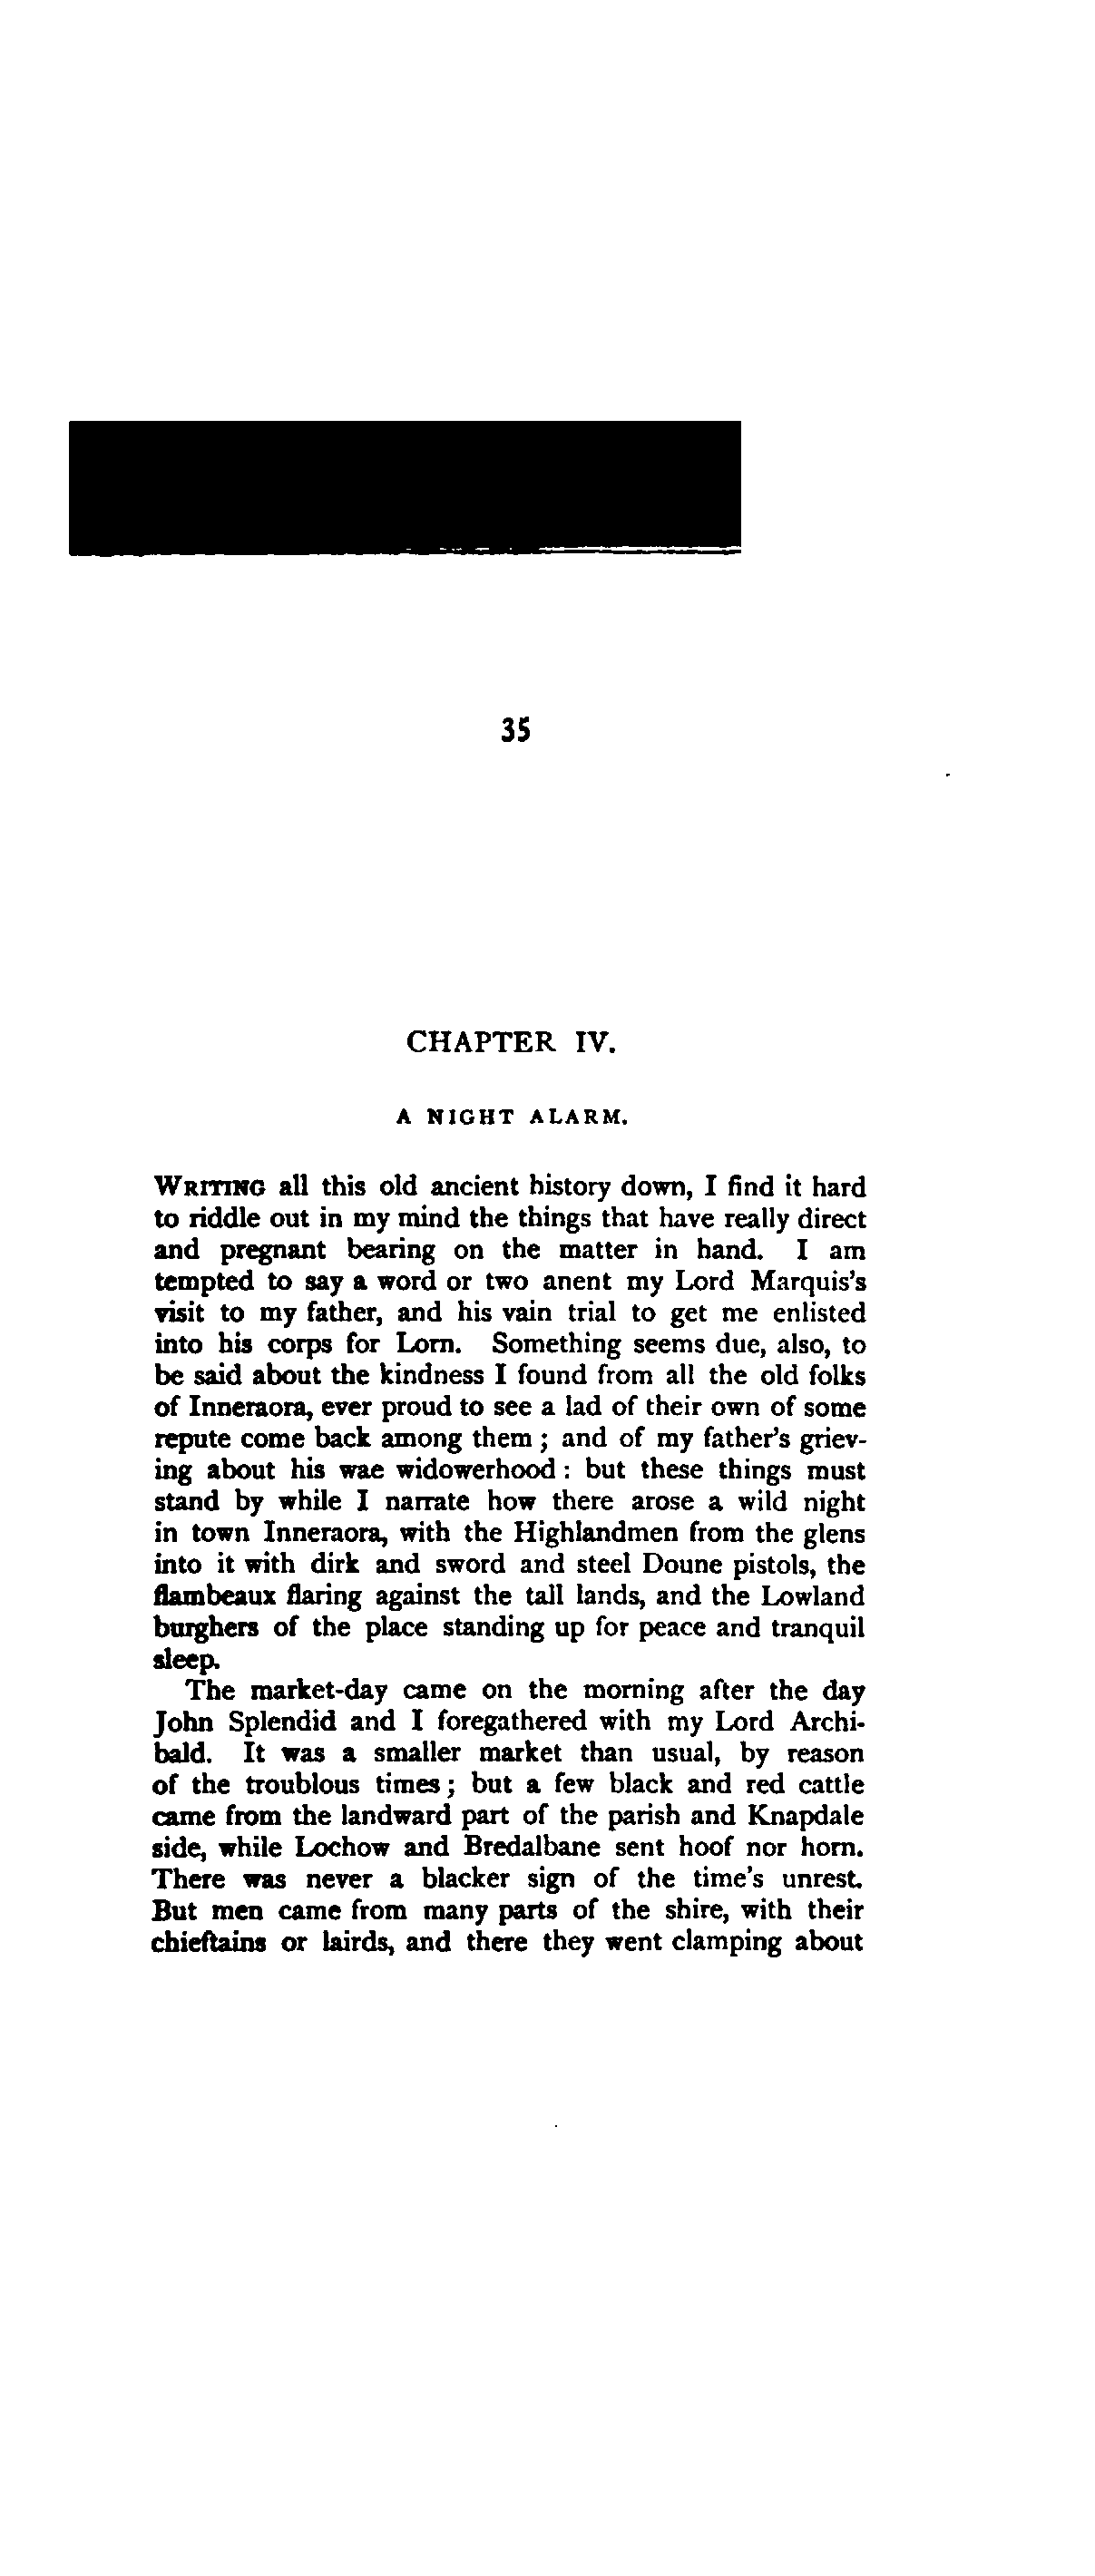 35
CHAPTER IV.
A NIGHT ALARM.
WRITING all this old ancient history down, I find it hard
to riddle out in my mind the things that have really direct
and pregnant bearing on the matter in hand. I am
tempted to say a word or two anent my Lord Marquis's
visit to my father, and his vain trial to get me enlisted
into his corps for Lorn. Something seems due, also, to
be said about the kindness I found from all the old folks
of Inneraora, ever proud to see a lad of their own of some
repute come back among them; and of my father's griev-
ing about his wae widowerhood: but these things must
stand by while I narrate how there arose a wild night
in town Inneraora, with the Highlandmen from the glens
into it with dirk and sword and steel Doune pistols, the
flambeaux flaring against the tall lands, and the Lowland
burghers of the place standing up for peace and tranquil
sleep.
The market-day came on the morning after the day
John Splendid and I foregathered with my Lord Archi-
bald. It was a smaller market than usual, by reason
of the troublous times; but a few black and red cattle
came from the landward part of the parish and Knapdale
side, while Lochow and Bredalbane sent hoof nor horn.
There was never a blacker sign of the time's unrest.
But men came from many parts of the shire, with their
chieftains or lairds, and there they went clamping about